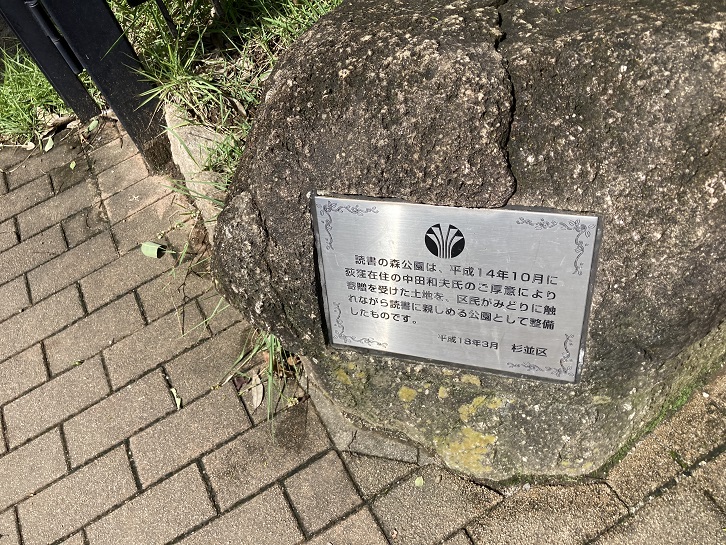 読書の森公園は、平成14年10月に
荻窪在住の中田和夫氏のご厚意により
寄贈を受けた土地を、区民がみどりに触
れながら読書に親しめる公園として整備
したものです。
平成18年3月　杉並区